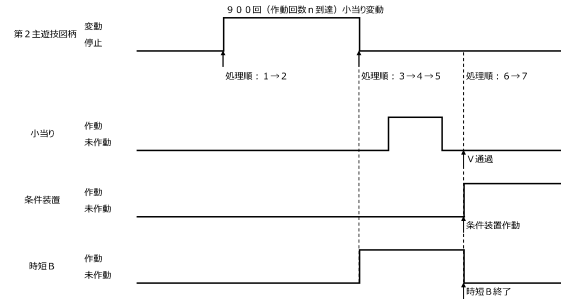 ９００回（作動回数ｎ到達）小当り変動
第２主遊技図柄
変動
停止
処理順：１→２
処理順：３→４→５
処理順：６→７
小当り
作動
未作動
Ｖ通過
条件装置
作動
未作動
条件装置作動
時短Ｂ
作動
未作動
時短Ｂ終了